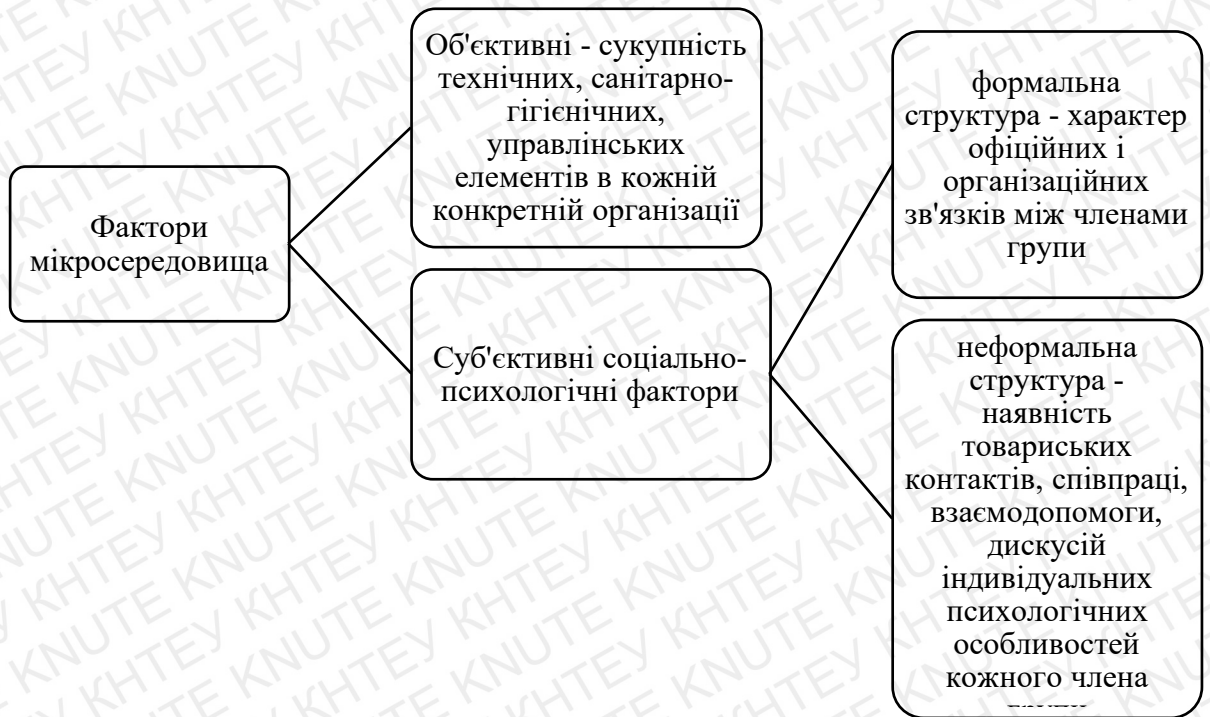 Фактори
мікросередовища
Об'єктивні - сукупність
технічних, санітарно-
гігієнічних,
управлінських
елементів в кожній
конкретній організації
Суб'єктивні соціально-
психологічні фактори
формальна
структура - характер
офіційних і
організаційних
зв'язків між членами
групи
неформальна
структура -
наявність
товариських
контактів, співпраці,
взаємодопомоги,
дискусій
індивідуальних
психологічних
особливостей
кожного члена